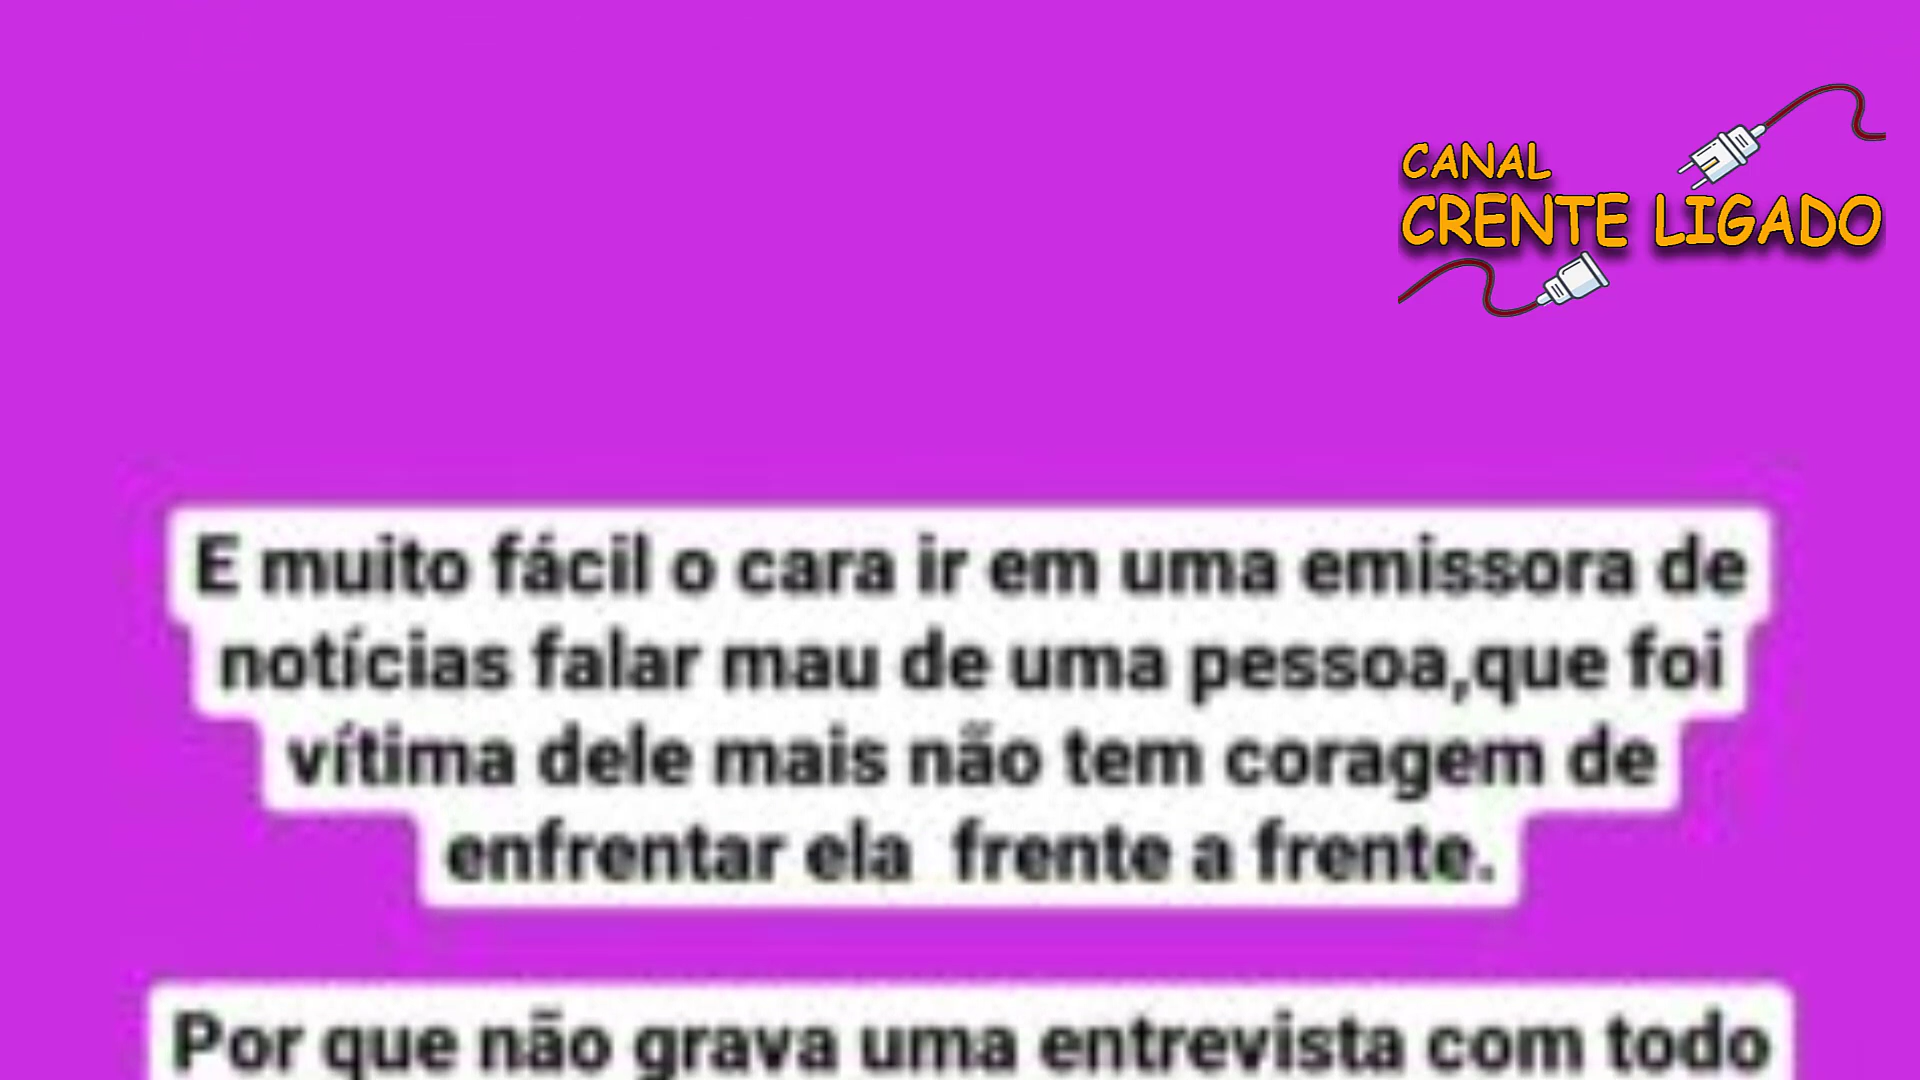 CANAL
CRENTE LIGADO
E muito fácil o cara ir em uma emissora de
notícias falar mau de uma pessoa,que foi
vítima dele mais não tem coragem de
enfrentar ela  frente a frente.
Por que não grava uma entrevista com todo